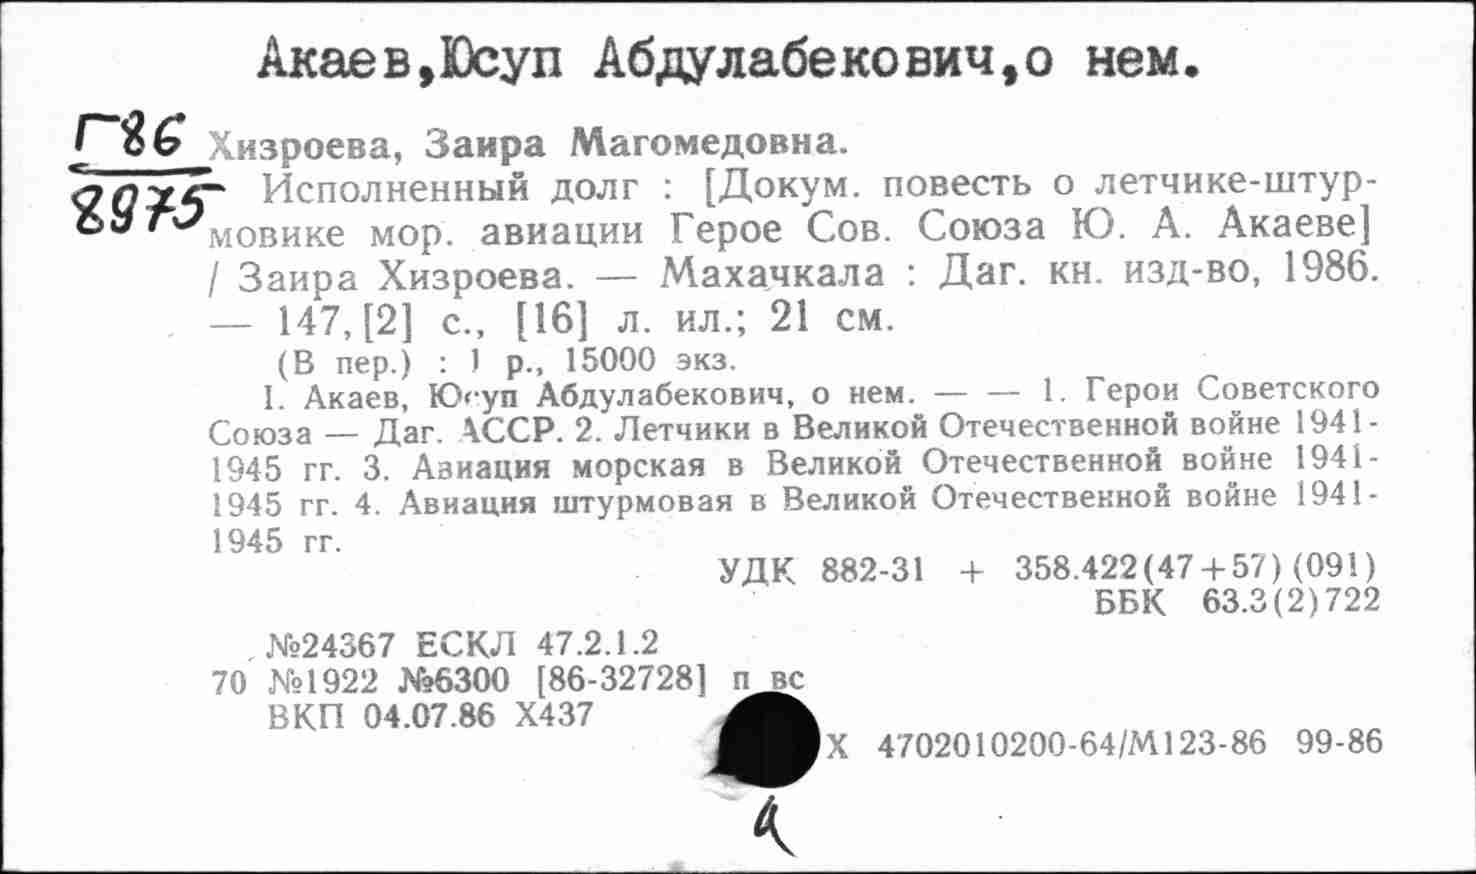 Акаев,Юсуп Абдулабекович,о нем.
Г86
8975
Хизроева, Заира Магомедовна.
Исполненный долг : [Докум. повесть о летчике-штур-
мовике мор. авиации Герое Сов. Союза Ю. А. Акаеве]
/ Заира Хизроева. — Махачкала : Даг. кн. изд-во, 1986.
— 147, [2] с., [16] л. ил.; 21 см.
(В пер.) : 1 р., 15000 экз.
I. Акаев, Юсуп Абдулабекович, о нем. — — 1. Герои Советского
Союза — Даг. АССР. 2. Летчики в Великой Отечественной войне 1941-
1945 гг. 3. Авиация морская в Великой Отечественной войне 1941-
1945 гг. 4. Авиация штурмовая в Великой Отечественной войне 1941-
1945 гг.
УДК 882-31 + 358.422(47+57)(091)
ББК 63.3(2)722
№24367 ЕСКЛ 47.2.1.2
70 №1922 №6300 [86-32728] п вс
ВКП 04.07.86 Х437
Х 4702010200-64/М123-86 99-86
а